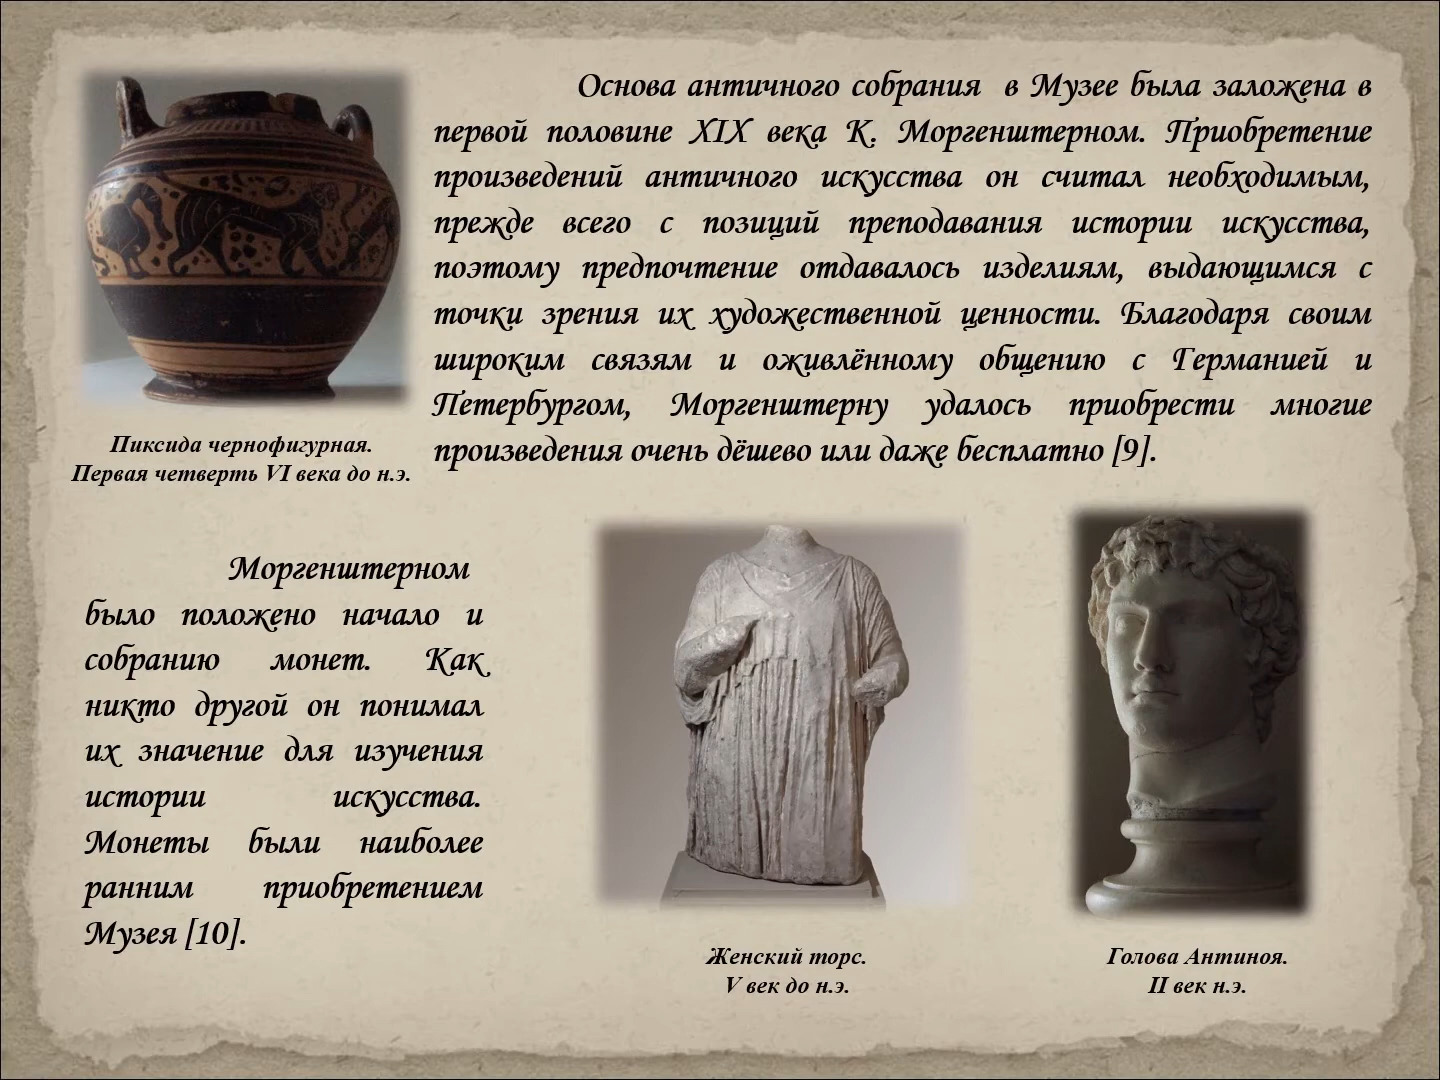 Основа античного собрания в Музее была заложена в
первой половине XIX века К. Моргенштерном. Приобретение
произведений античного искусства он считал необходимым,
прежде всего с позиций преподавания истории искусства,
поэтому предпочтение отдавалось изделиям, выдающимся с
точки зрения их художественной ценности. Благодаря своим
широким связям и оживлённому общению с Германией и
Петербургом, Моргенштерну удалось приобрести многие
произведения очень дёшево или даже бесплатно [9].
Пиксида чернофигурная.
Первая четверть VI века до н.э.
Моргенштерном
было положено начало и
собранию монет. Как
никто другой он понимал
их значение для изучения
истории искусства.
Монеты были наиболее
ранним приобретением
Музея [10].
Женский торс.
V век до н.э.
Голова Антиноя.
II век н.э.